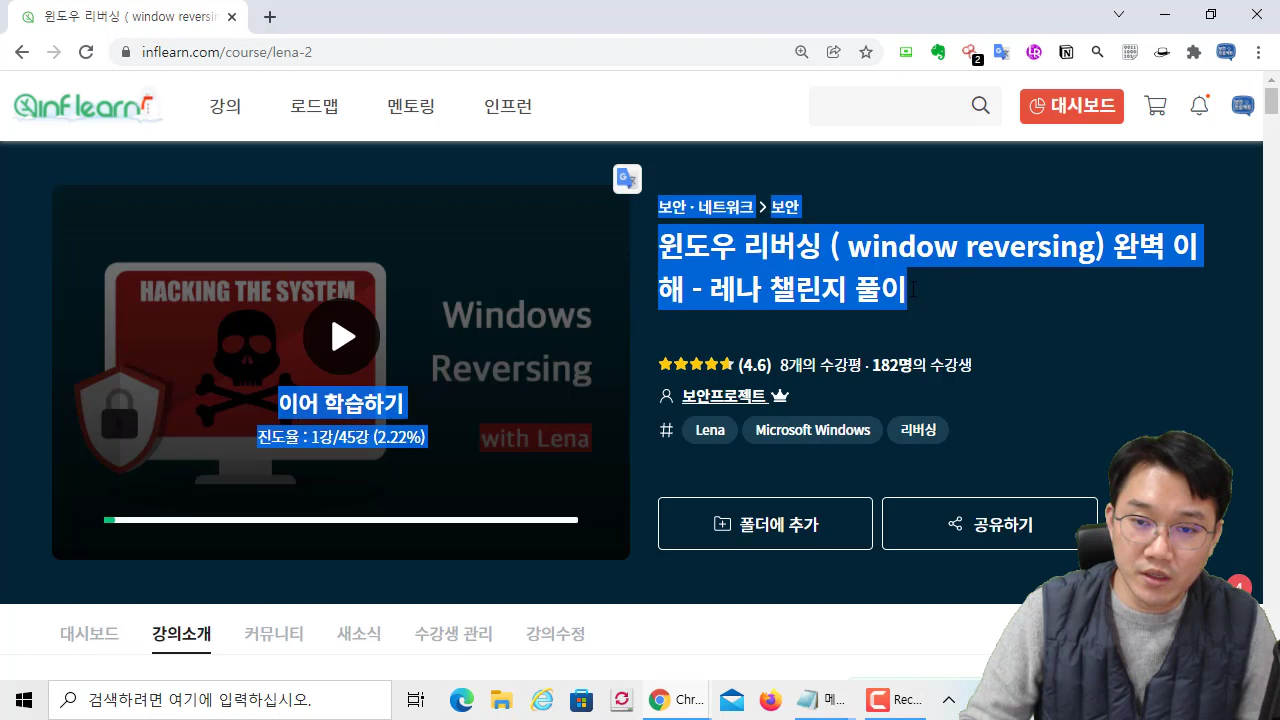 윈도우 리버싱 ( window reversin
inflearn.com/course/lena-2
2
inflearn
강의
로드맵
멘토링
인프런
대시보드
보안 · 네트워크 > 보안
윈도우 리버싱 ( window reversing) 완벽 이
해 - 레나 챌린지 풀이
HACKING THE SYSTEM
Windows
Reversing
with Lena
이어 학습하기
진도율 : 1강/45강 (2.22%)
(4.6) 8개의 수강평 · 182명의 수강생
보안프로젝트
# Lena Microsoft Windows 리버싱
폴더에 추가
공유하기
대시보드
강의소개
커뮤니티
새소식
수강생 관리
강의수정
검색하려면 여기에 입력하십시오.
Chr...
메...
Rec...